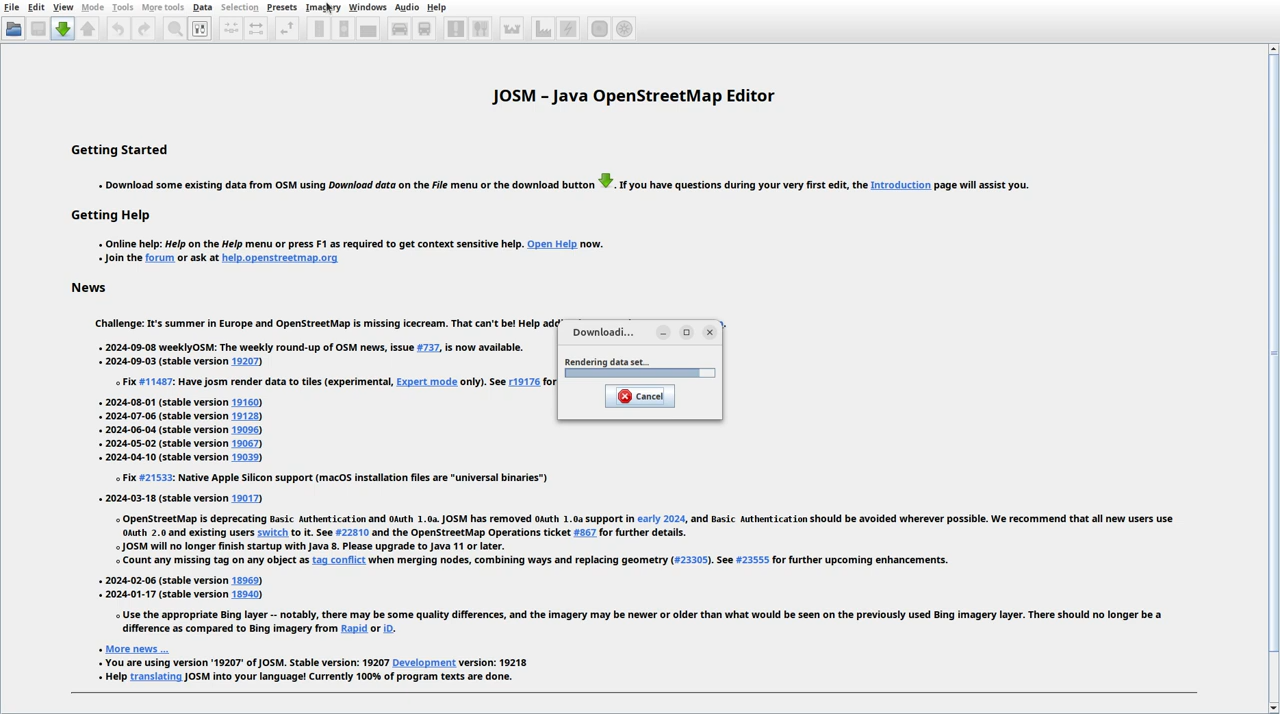 File Edit View Mode Tools More tools Data Selection Presets Imagery Windows Audio Help
JOSM – Java OpenStreetMap Editor
Getting Started
• Download some existing data from OSM using Download data on the File menu or the download button . If you have questions during your very first edit, the Introduction page will assist you.
Getting Help
• Online help: Help on the Help menu or press F1 as required to get context sensitive help. Open Help now.
• Join the forum or ask at help.openstreetmap.org
News
Challenge: It's summer in Europe and OpenStreetMap is missing icecream. That can't be! Help
• 2024-09-08 weeklyOSM: The weekly round-up of OSM news, issue #737, is now available.
• 2024-09-03 (stable version 19207)
Fix #11487: Have josm render data to tiles (experimental, Expert mode only). See r19176 for
• 2024-08-01 (stable version 19160)
• 2024-07-06 (stable version 19128)
• 2024-06-04 (stable version 19096)
• 2024-05-02 (stable version 19067)
• 2024-04-10 (stable version 19039)
Fix #21533: Native Apple Silicon support (macOS installation files are "universal binaries")
• 2024-03-18 (stable version 19017)
OpenStreetMap is deprecating Basic Authentication and OAuth 1.0a. JOSM has removed OAuth 1.0a support in early 2024, and Basic Authentication should be avoided wherever possible. We recommend that all new users use
OAuth 2.0 and existing users switch to it. See #22810 and the OpenStreetMap Operations ticket #867 for further details.
JOSM will no longer finish startup with Java 8. Please upgrade to Java 11 or later.
Count any missing tag on any object as tag conflict when merging nodes, combining ways and replacing geometry (#23305). See #23555 for further upcoming enhancements.
• 2024-02-06 (stable version 18969)
• 2024-01-17 (stable version 18940)
Use the appropriate Bing layer -- notably, there may be some quality differences, and the imagery may be newer or older than what would be seen on the previously used Bing imagery layer. There should no longer be a
difference as compared to Bing imagery from Rapid or iD.
• More news ...
• You are using version '19207' of JOSM. Stable version: 19207 Development version: 19218
• Help translating JOSM into your language! Currently 100% of program texts are done.
Downloadi...
Rendering data set...
Cancel